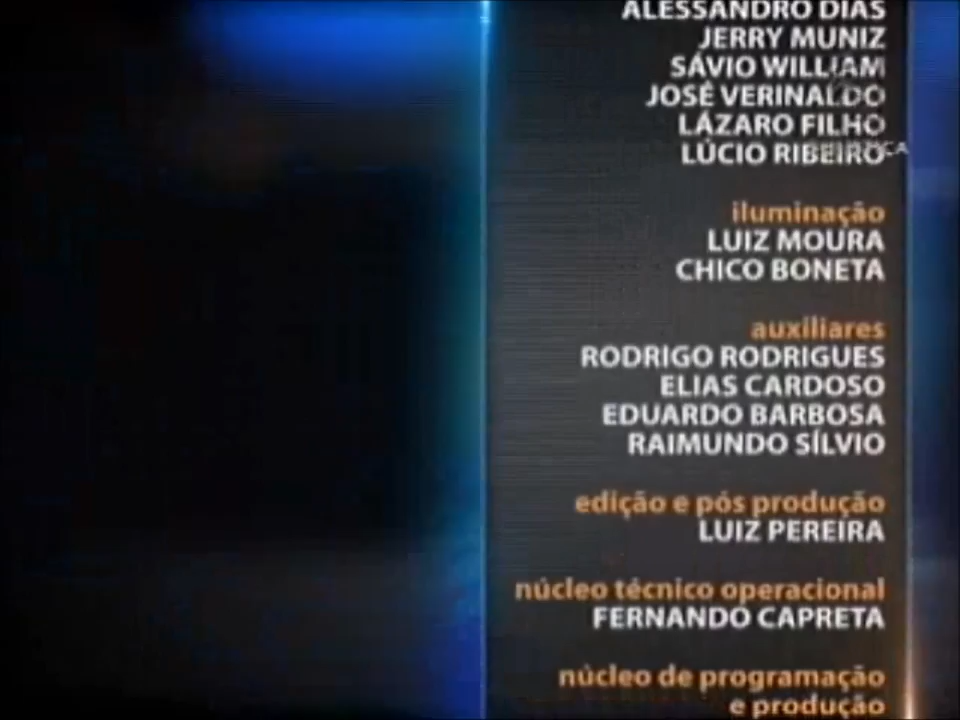 ALESSANDRO DIAS
JERRY MUNIZ
SÁVIO WILLIAM
JOSÉ VERINALDO
LÁZARO FILHO
LÚCIO RIBEIRO
iluminação
LUIZ MOURA
CHICO BONETA
auxiliares
RODRIGO RODRIGUES
ELIAS CARDOSO
EDUARDO BARBOSA
RAIMUNDO SÍLVIO
edição e pós produção
LUIZ PEREIRA
núcleo técnico operacional
FERNANDO CAPRETA
núcleo de programação
e produção